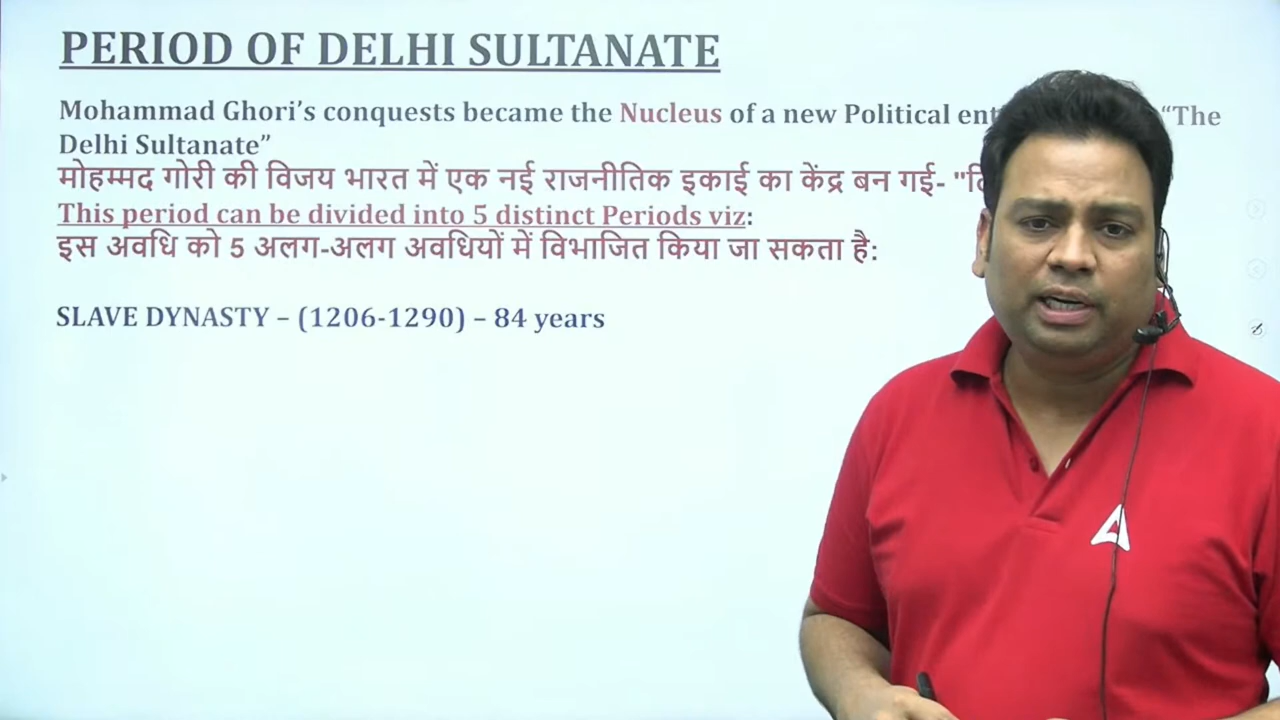 PERIOD OF DELHI SULTANATE
Mohammad Ghori’s conquests became the Nucleus of a new Political “The
Delhi Sultanate”
मोहम्मद गोरी की विजय भारत में एक नई राजनीतिक इकाई का केंद्र बन गई-
This period can be divided into 5 distinct Periods viz:
इस अवधि को 5 अलग-अलग अवधियों में विभाजित किया जा सकता है:
SLAVE DYNASTY – (1206-1290) – 84 years